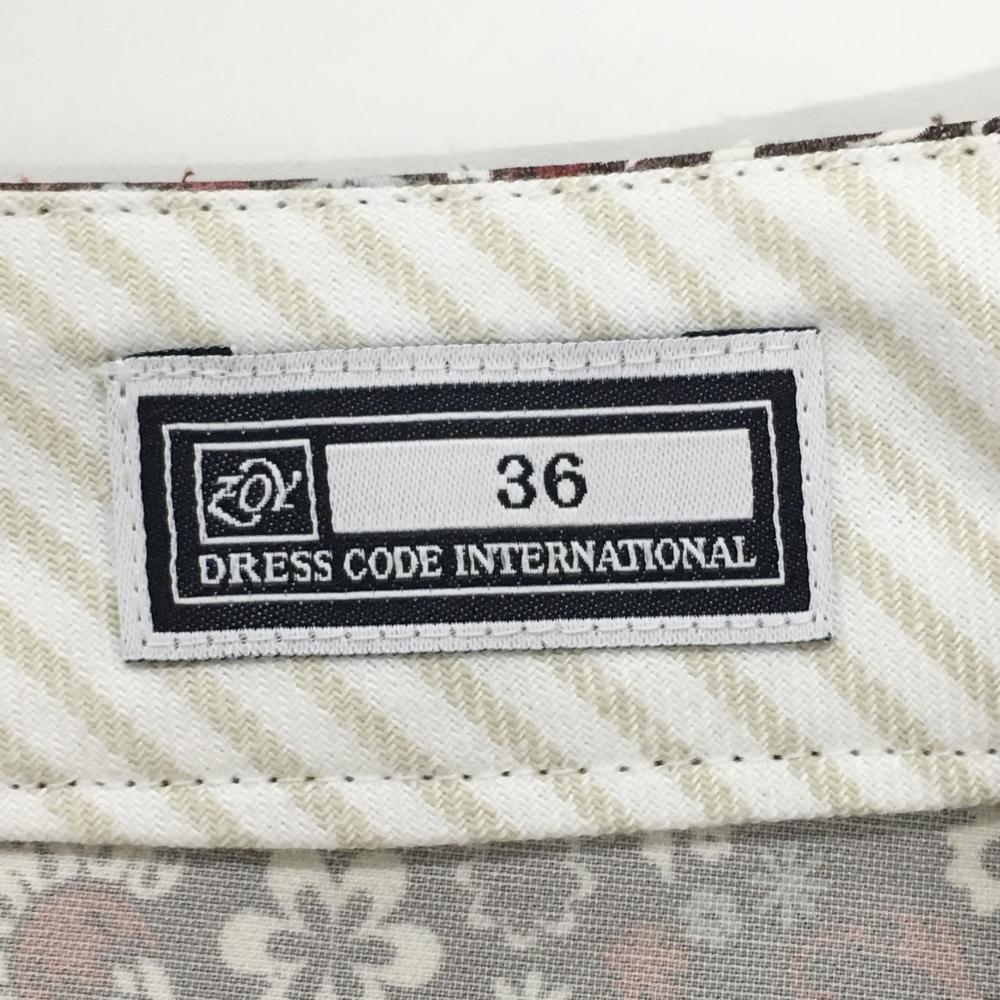 ZOY
36
DRESS CODE INTERNATIONAL